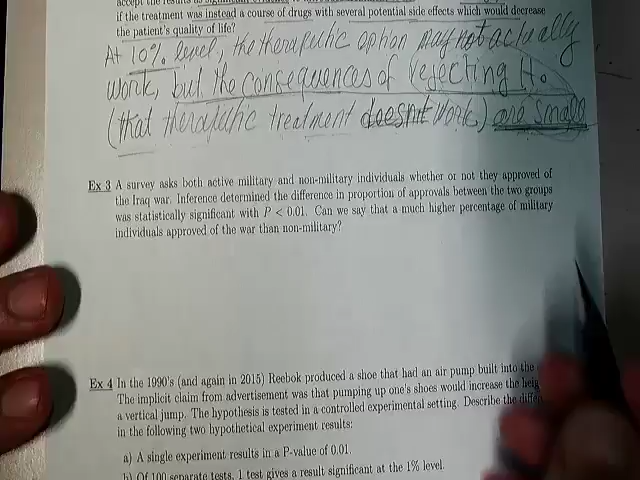 accept the results as significant evidence
if the treatment was instead a course of drugs with several potential side effects which would decrease
the patient's quality of life?
At 10% level, the therapeutic option may not actually
work, but the consequences of rejecting Ho
(that therapeutic treatment doesn't work) are small
Ex 3 A survey asks both active military and non-military individuals whether or not they approved of
the Iraq war. Inference determined the difference in proportion of approvals between the two groups
was statistically significant with P < 0.01. Can we say that a much higher percentage of military
individuals approved of the war than non-military?
Ex 4 In the 1990's (and again in 2015) Reebok produced a shoe that had an air pump built into the
The implicit claim from advertisement was that pumping up one's shoes would increase the
a vertical jump. The hypothesis is tested in a controlled experimental setting. Describe the
in the following two hypothetical experiment results:
a) A single experiment results in a P-value of 0.01.
b) Of 100 separate tests, 1 test gives a result significant at the 1% level.